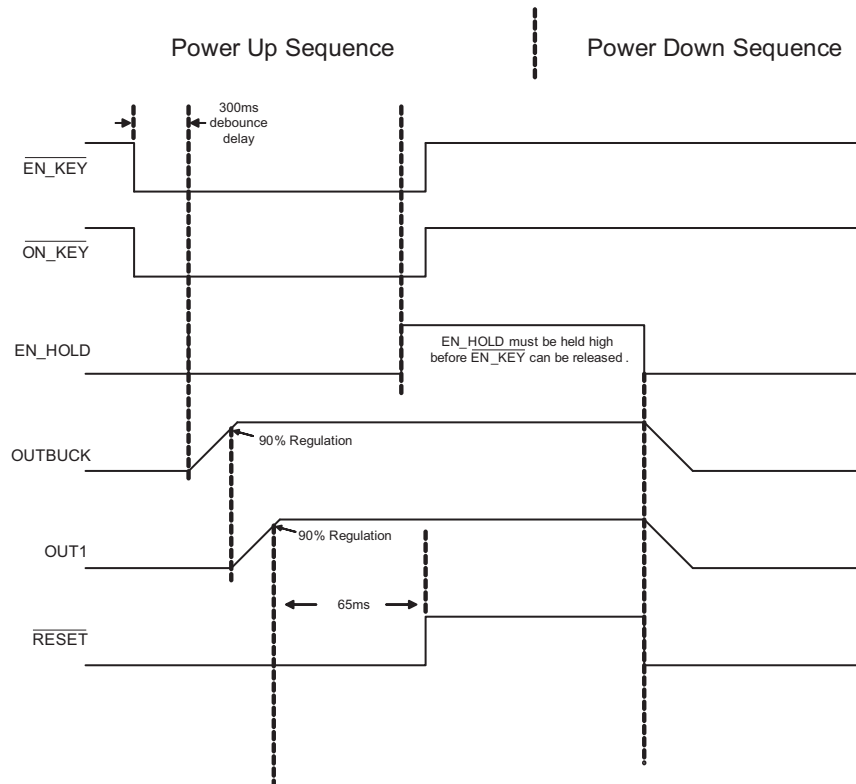 Power Up Sequence
Power Down Sequence
300ms
debounce
delay
EN_KEY
ON_KEY
EN_HOLD
EN_HOLD must be held high
before EN_KEY can be released .
OUTBUCK
90% Regulation
OUT1
90% Regulation
65ms
RESET